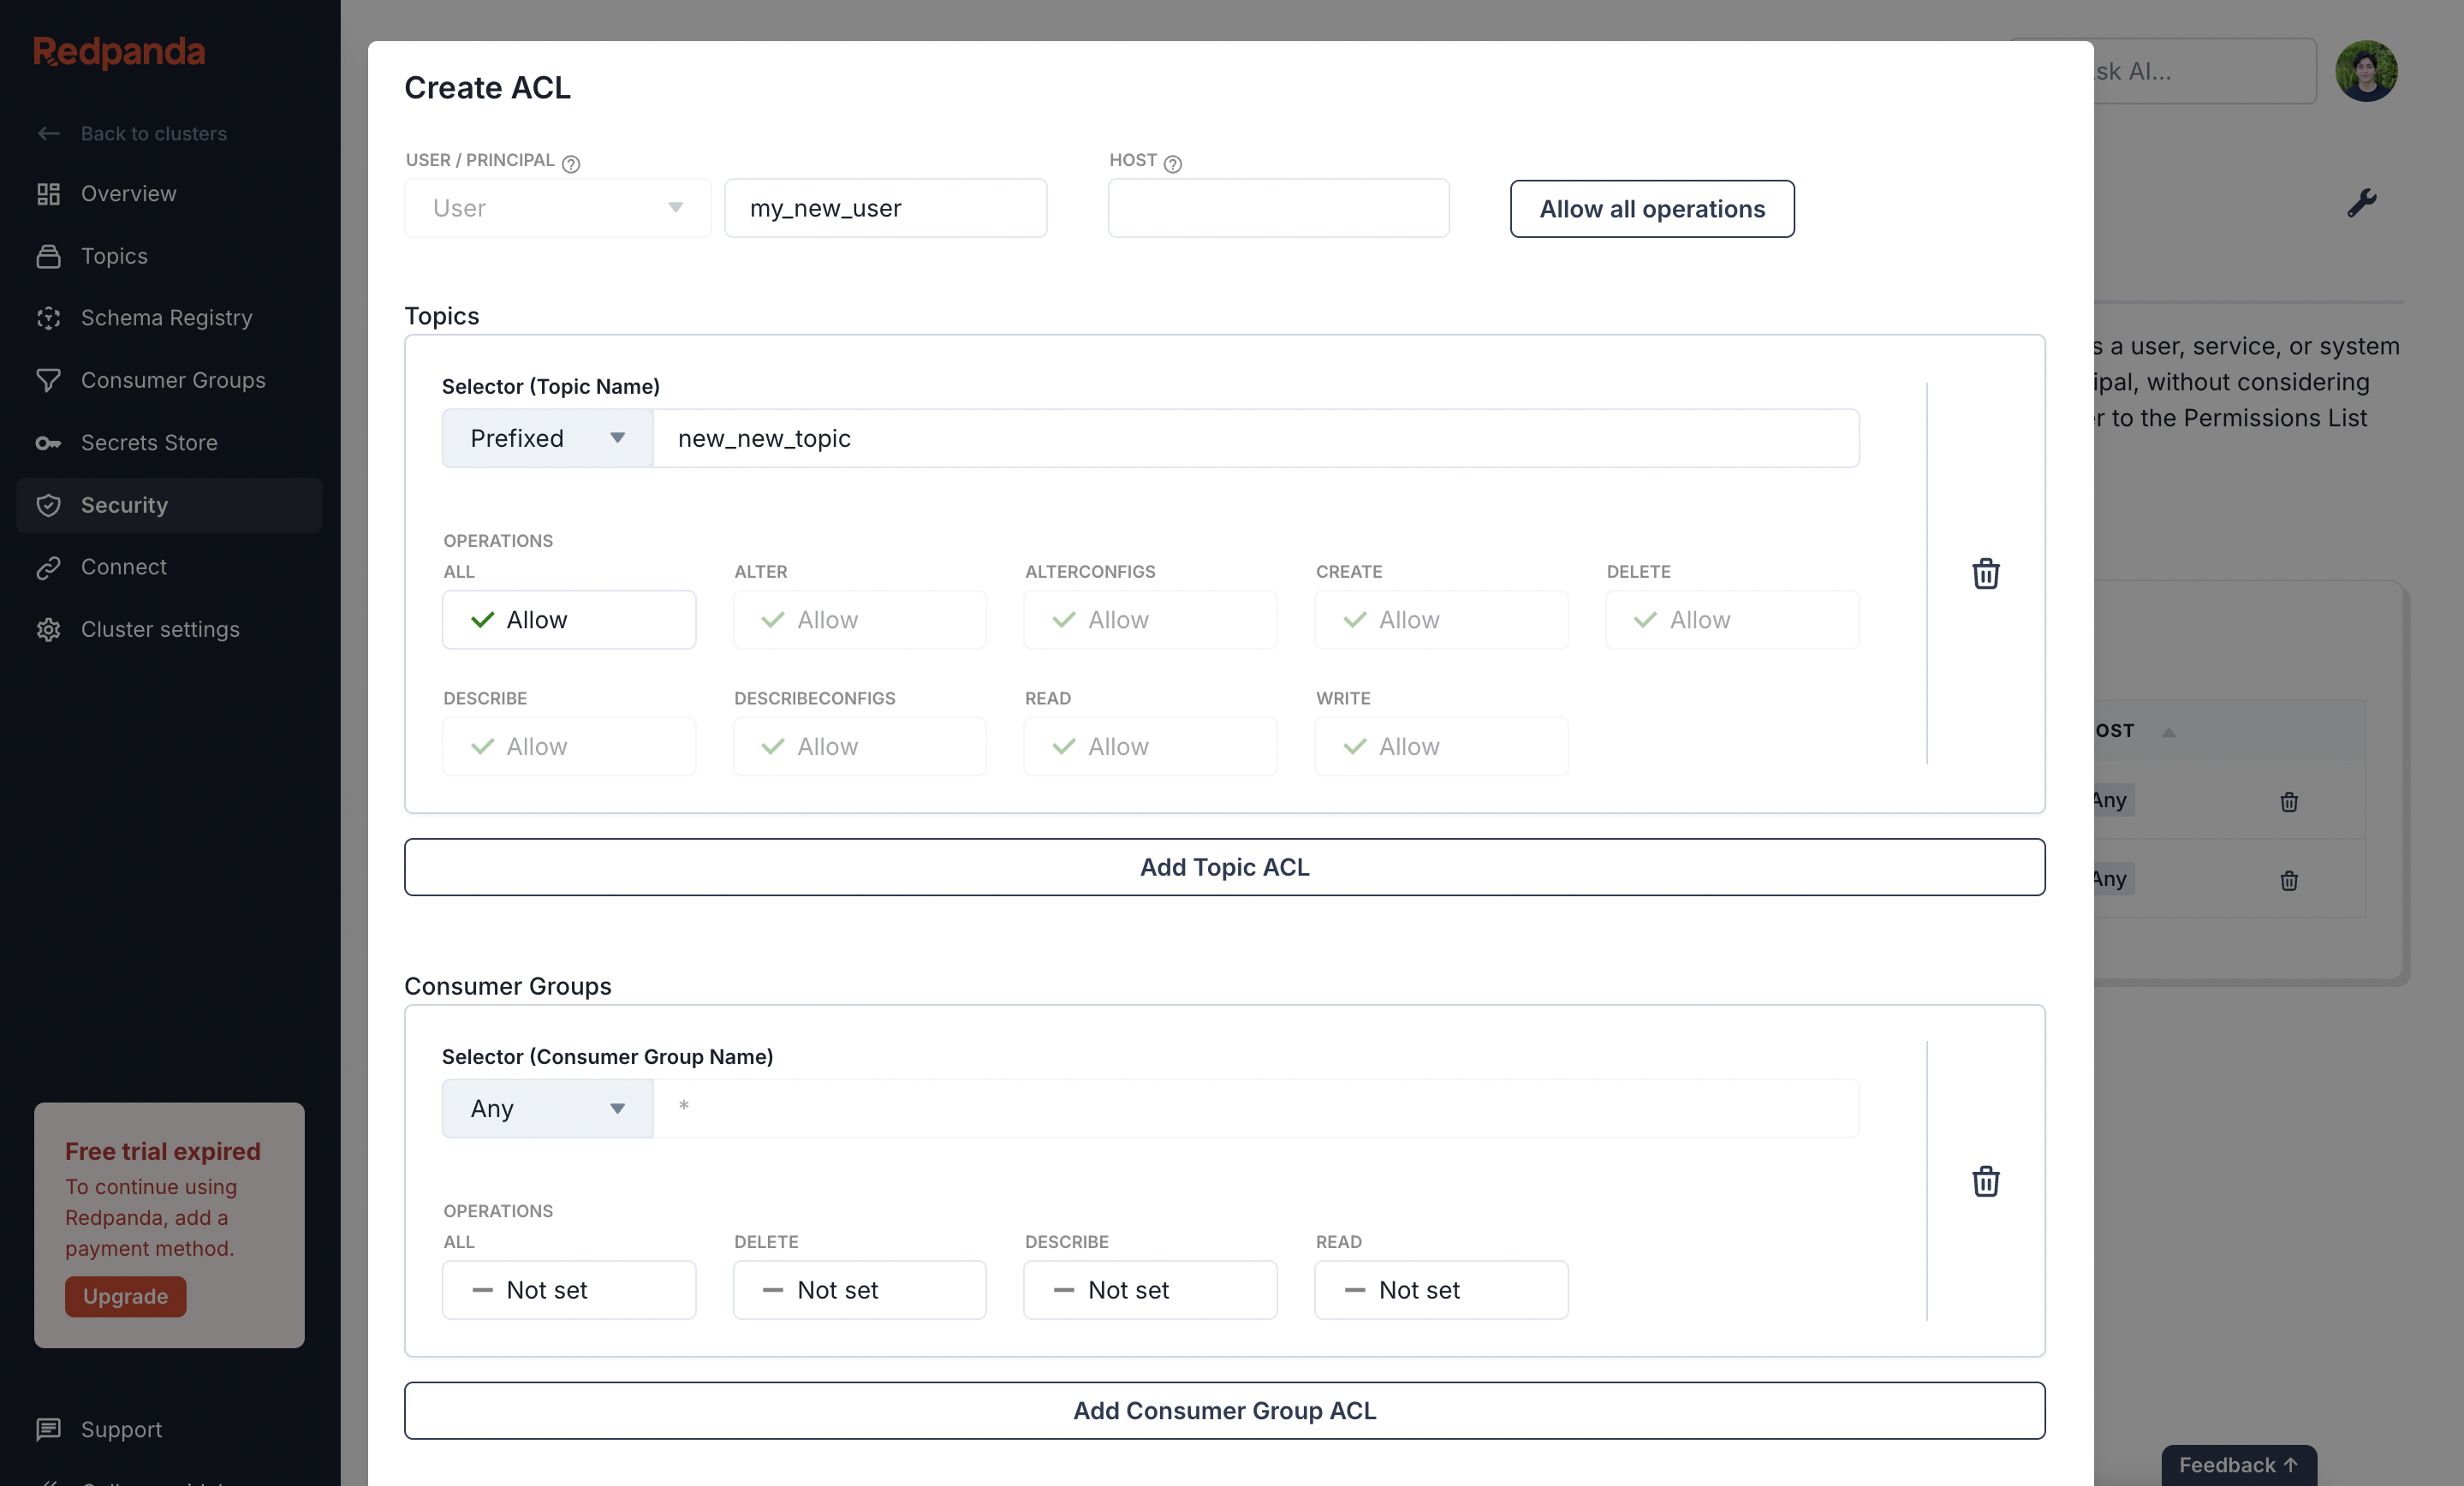 Redpanda
Back to clusters
Overview
Topics
Schema Registry
Consumer Groups
Secrets Store
Security
Connect
Cluster settings
Free trial expired
To continue using
Redpanda, add a
payment method.
Upgrade
Support
Create ACL
USER / PRINCIPAL
HOST
User
my_new_user
Allow all operations
Topics
Selector (Topic Name)
Prefixed
new_new_topic
OPERATIONS
ALL ALTER ALTERCONFIGS CREATE DELETE
Allow Allow Allow Allow Allow
DESCRIBE DESCRIBECONFIGS READ WRITE
Allow Allow Allow Allow
Add Topic ACL
Consumer Groups
Selector (Consumer Group Name)
Any
*
OPERATIONS
ALL DELETE DESCRIBE READ
Not set Not set Not set Not set
Add Consumer Group ACL
sk AI...
s a user, service, or system
ipal, without considering
r to the Permissions List
OST
Any
Any
Feedback ↑